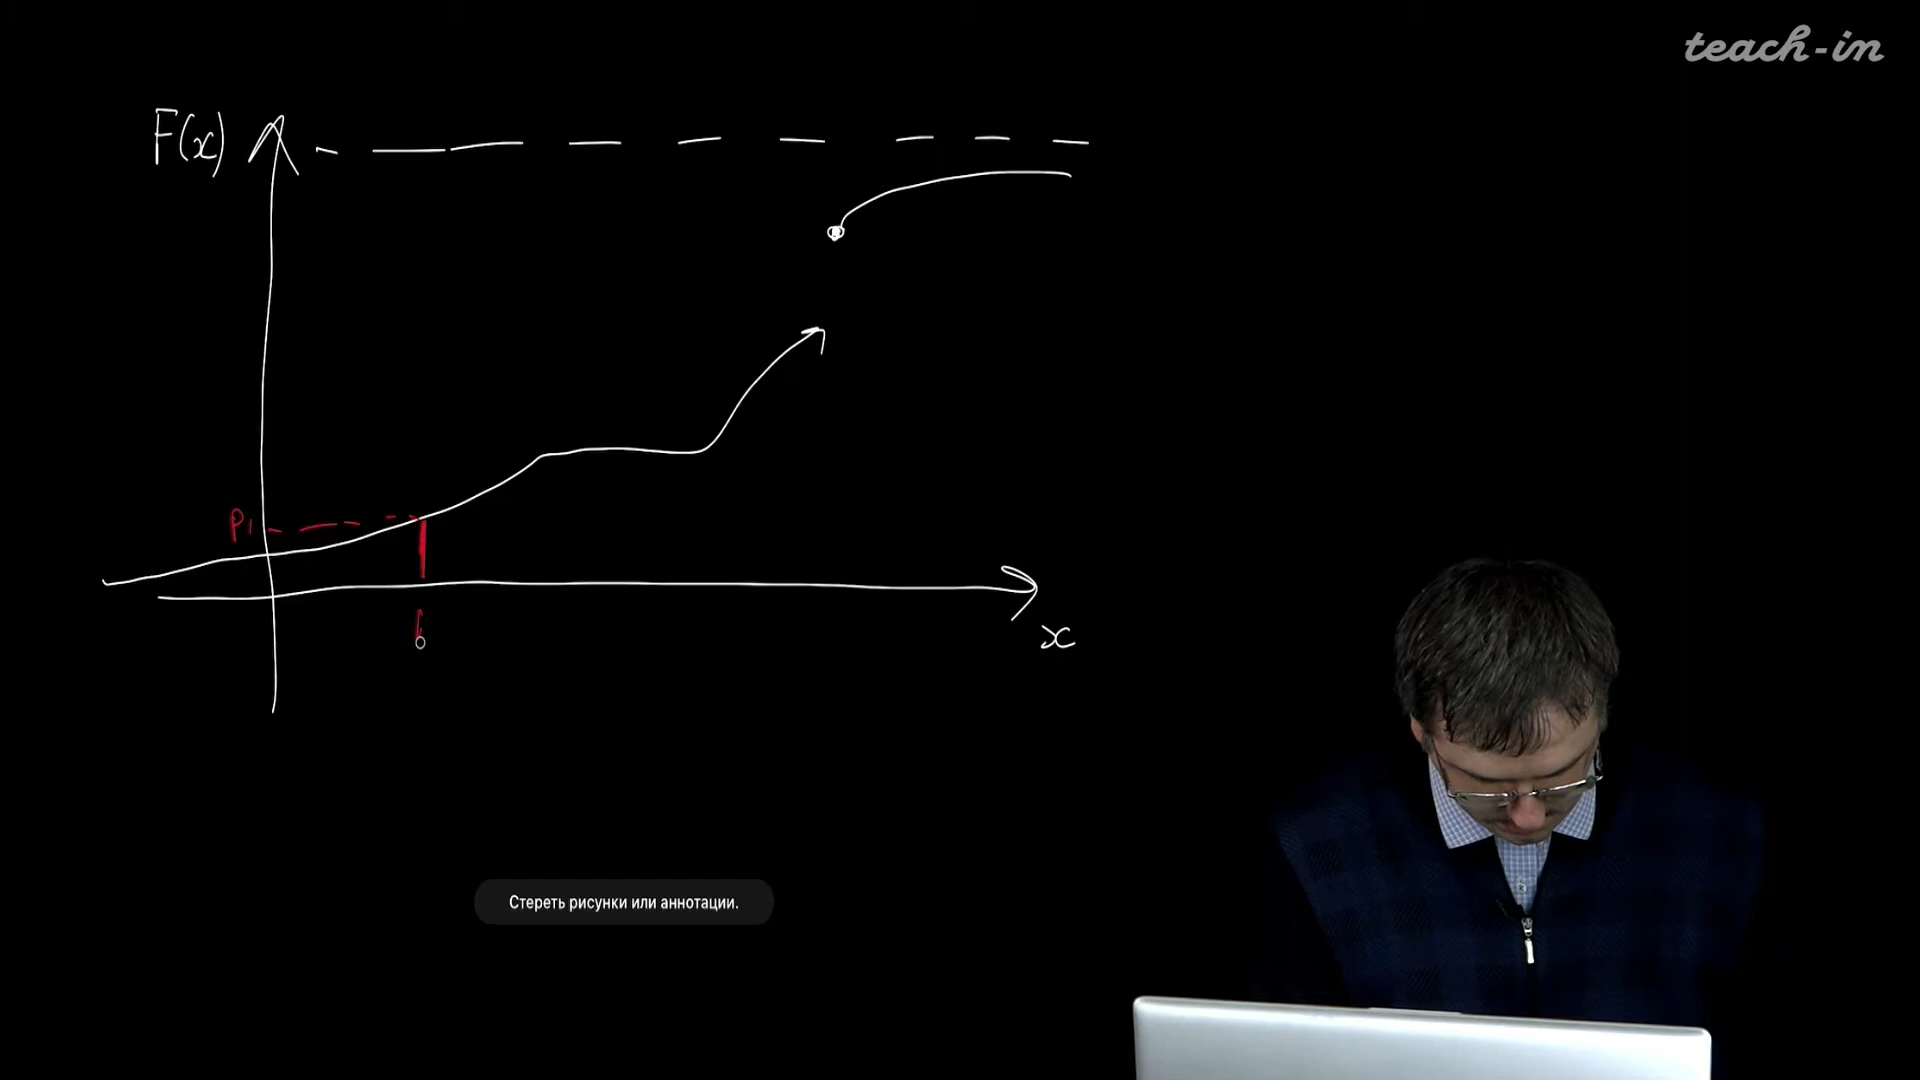 teach-in
F(x)
P₁
x
Стереть рисунки или аннотации.